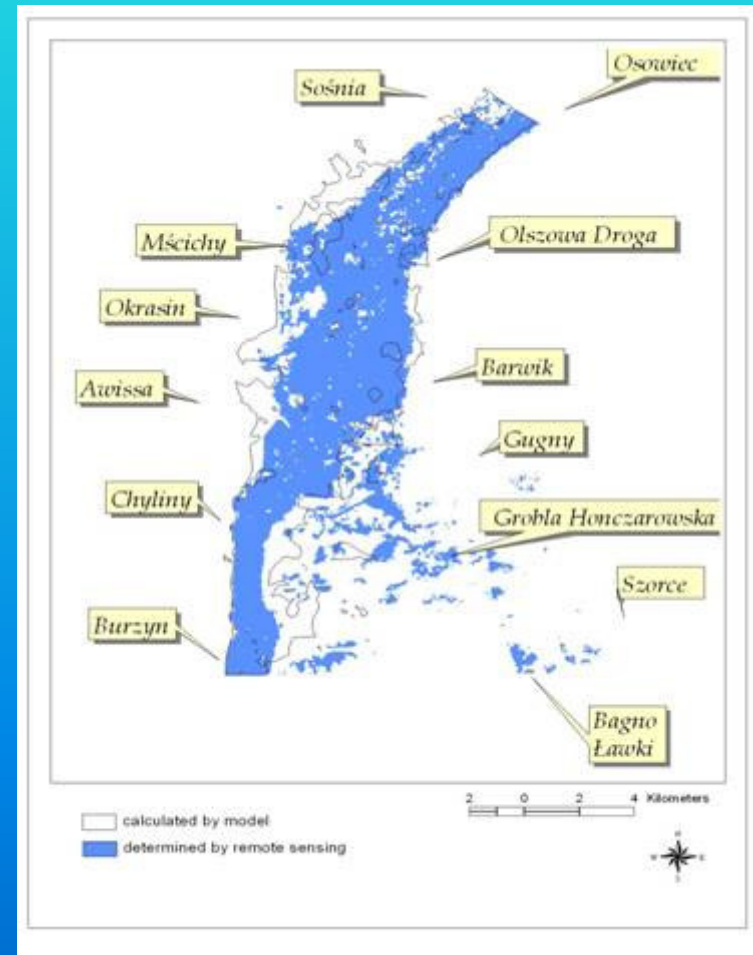 Osowiec
Sośnia
Mścichy
Olszowa Droga
Okrasin
Barwik
Awissa
Gugny
Chyliny
Grobla Honczarowska
Szorce
Burzyn
Bagno
Ławki
2 0 2 4 Kilometers
calculated by model
determined by remote sensing
N
W E
S